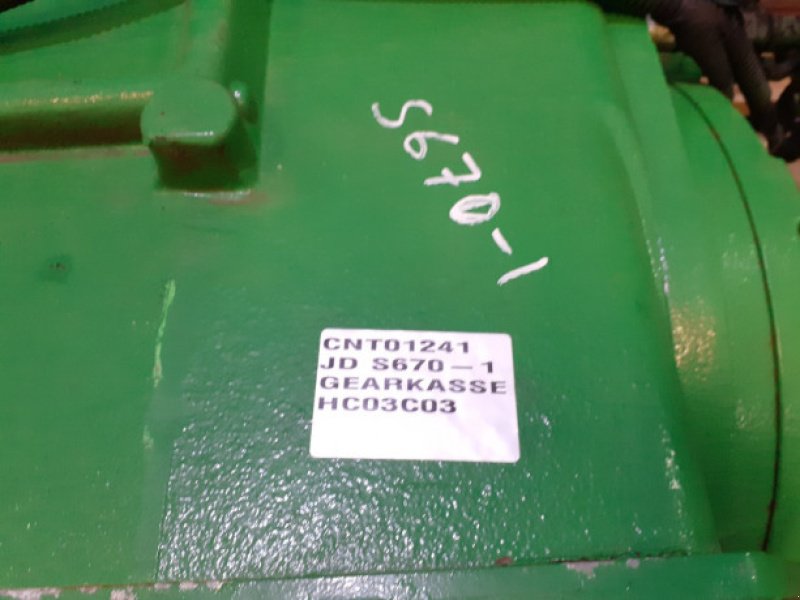 S670-1
CNT01241
JD S670-1
GEARKASSE
HC03C03